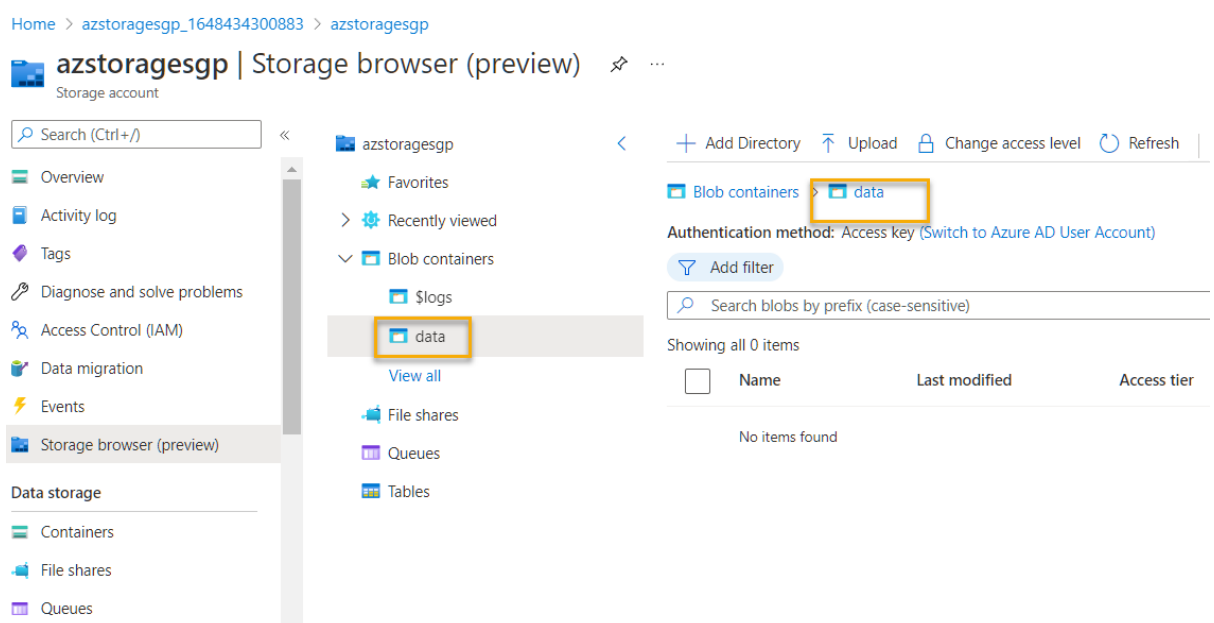 Home > azstoragesgp_1648434300883 > azstoragesgp
azstoragesgp | Storage browser (preview) ...
Storage account
Search (Ctrl+/)
Overview
Activity log
Tags
Diagnose and solve problems
Access Control (IAM)
Data migration
Events
Storage browser (preview)
Data storage
Containers
File shares
Queues
azstoragesgp
Favorites
Recently viewed
Blob containers
$logs
data
View all
File shares
Queues
Tables
Add Directory Upload Change access level Refresh
Blob containers > data
Authentication method: Access key (Switch to Azure AD User Account)
Add filter
Search blobs by prefix (case-sensitive)
Showing all 0 items
Name Last modified Access tier
No items found